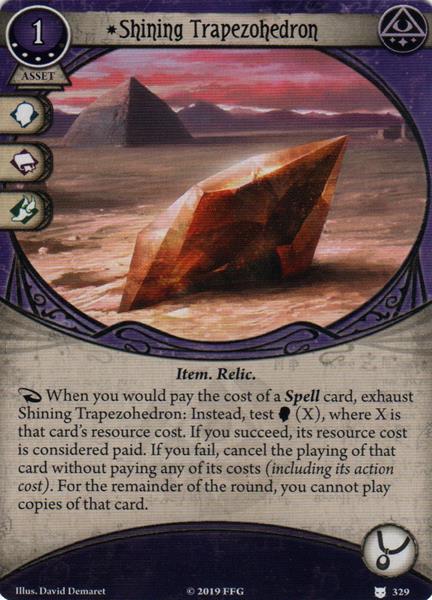 1
*Shining Trapezohedron
ASSET
Item. Relic.
When you would pay the cost of a Spell card, exhaust
Shining Trapezohedron: Instead, test (X), where X is
that card's resource cost. If you succeed, its resource cost
is considered paid. If you fail, cancel the playing of
that card without paying any of its costs (including its action
cost). For the remainder of the round, you cannot play
copies of that card.
Illus. David Demaret
© 2019 FFG
329